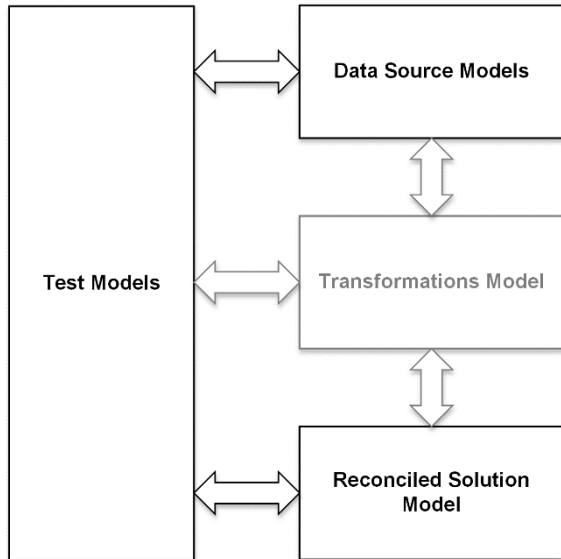 Data Source Models
Test Models
Transformations Model
Reconciled Solution
Model